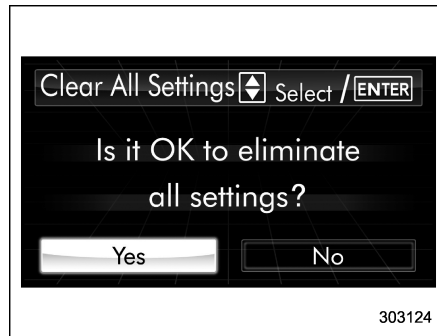 Clear All Settings Select / ENTER
Is it OK to eliminate
all settings?
Yes No
303124